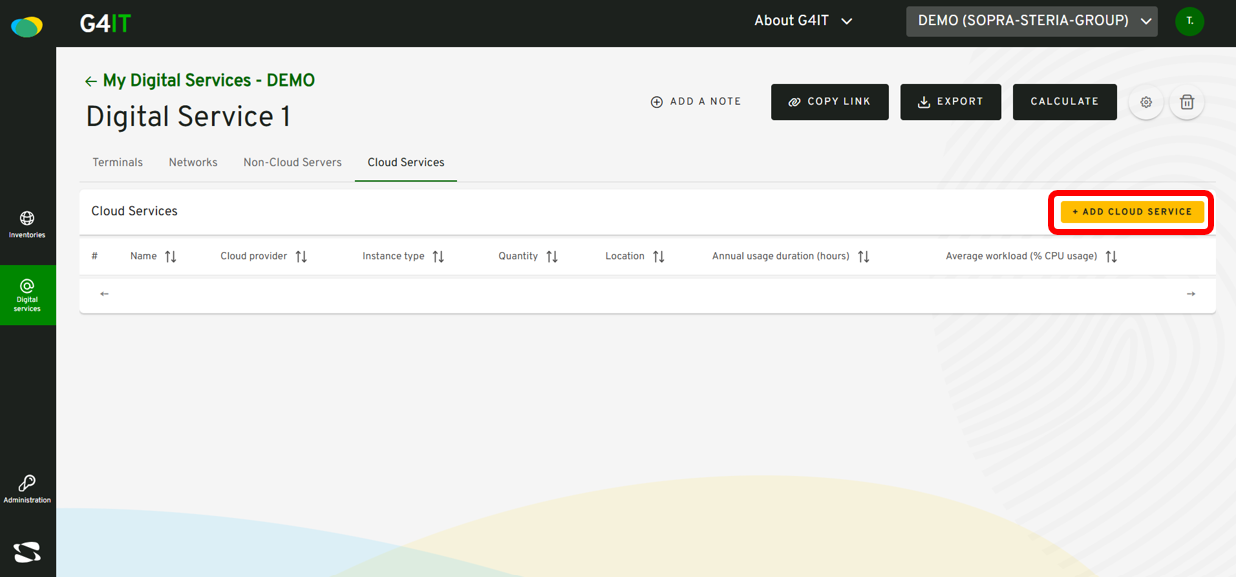 G4IT
About G4IT
DEMO (SOPRA-STERIA-GROUP)
T.
← My Digital Services - DEMO
Digital Service 1
ADD A NOTE
COPY LINK
EXPORT
CALCULATE
Terminals Networks Non-Cloud Servers Cloud Services
Cloud Services
+ ADD CLOUD SERVICE
# Name Cloud provider Instance type Quantity Location Annual usage duration (hours) Average workload (% CPU usage)
← →
Inventories
Digital
services
Administration